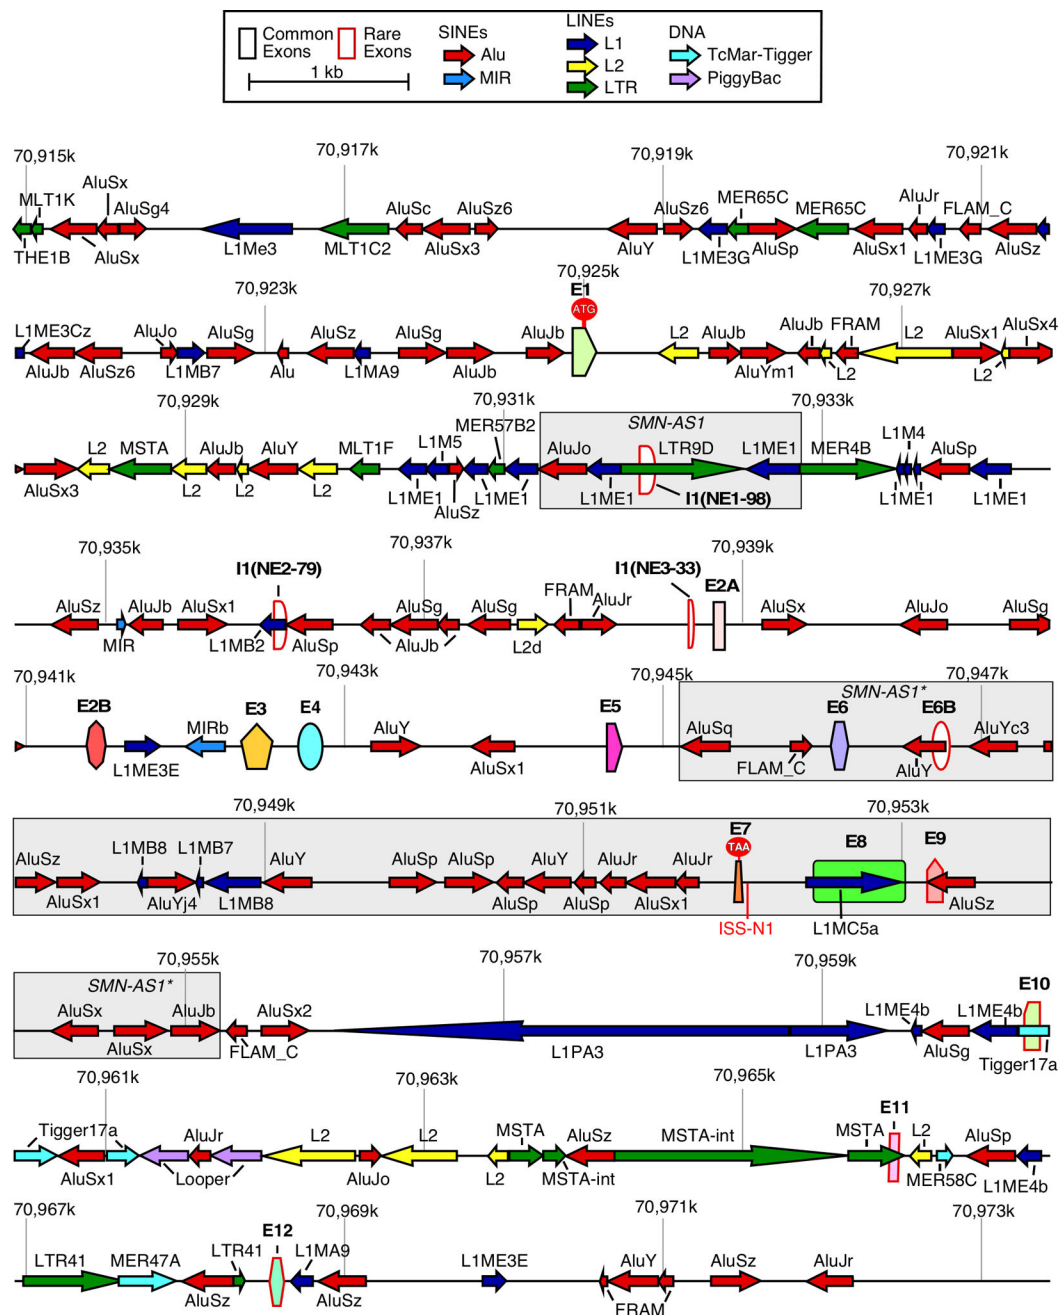 Common Exons
Rare Exons
1 kb
SINEs
Alu
MIR
LINEs
L1
L2
LTR
DNA
TcMar-Tigger
PiggyBac
70,915k 70,917k 70,919k 70,921k
MLT1K AluSx AluSg4 AluSc AluSz6 AluSz6 MER65C MER65C AluJr FLAM_C
THE1B AluSx L1Me3 MLT1C2 AluSx3 AluY L1ME3G AluSp AluSx1 L1ME3G AluSz
70,923k 70,925k 70,927k
E1
ATG
L1ME3Cz AluJo AluSg AluSz AluSg AluJb L2 AluJb AluJb FRAM L2 AluSx1 AluSx4
AluJb AluSz6 L1MB7 Alu L1MA9 AluJb AluYm1 L2 L2
70,929k 70,931k 70,933k
SMN-AS1
L2 MSTA AluJb AluY MLT1F L1M5 MER57B2 AluJo LTR9D L1ME1 MER4B L1M4 AluSp
AluSx3 L2 L2 L2 L1ME1 AluSz L1ME1 L1ME1 I1(NE1-98) L1ME1 L1ME1
70,935k 70,937k 70,939k
I1(NE2-79) I1(NE3-33) E2A
AluSz AluJb AluSx1 AluSg AluSg FRAM AluJr AluSx AluJo AluSg
MIR L1MB2 AluSp AluJb L2d
70,941k 70,943k 70,945k 70,947k
SMN-AS1*
E2B MIRb E3 E4 AluY E5 AluSq E6 E6B AluYc3
L1ME3E AluSx1 FLAM_C AluY
70,949k 70,951k 70,953k
E7
TAA
E8 E9
AluSz L1MB8 L1MB7 AluY AluSp AluSp AluY AluJr AluJr
AluSx1 AluYj4 L1MB8 AluSp AluSp AluSx1 ISS-N1 L1MC5a AluSz
70,955k 70,957k 70,959k
SMN-AS1*
AluSx AluJb AluSx2 L1ME4b L1ME4b E10
AluSx FLAM_C L1PA3 L1PA3 AluSg Tigger17a
70,961k 70,963k 70,965k
Tigger17a AluJr L2 L2 MSTA AluSz MSTA-int MSTA E11 L2 AluSp
AluSx1 Looper AluJo L2 MSTA-int MER58C L1ME4b
70,967k 70,969k 70,971k 70,973k
LTR41 MER47A LTR41 E12 L1MA9 L1ME3E AluY AluSz AluJr
AluSz AluSz FRAM